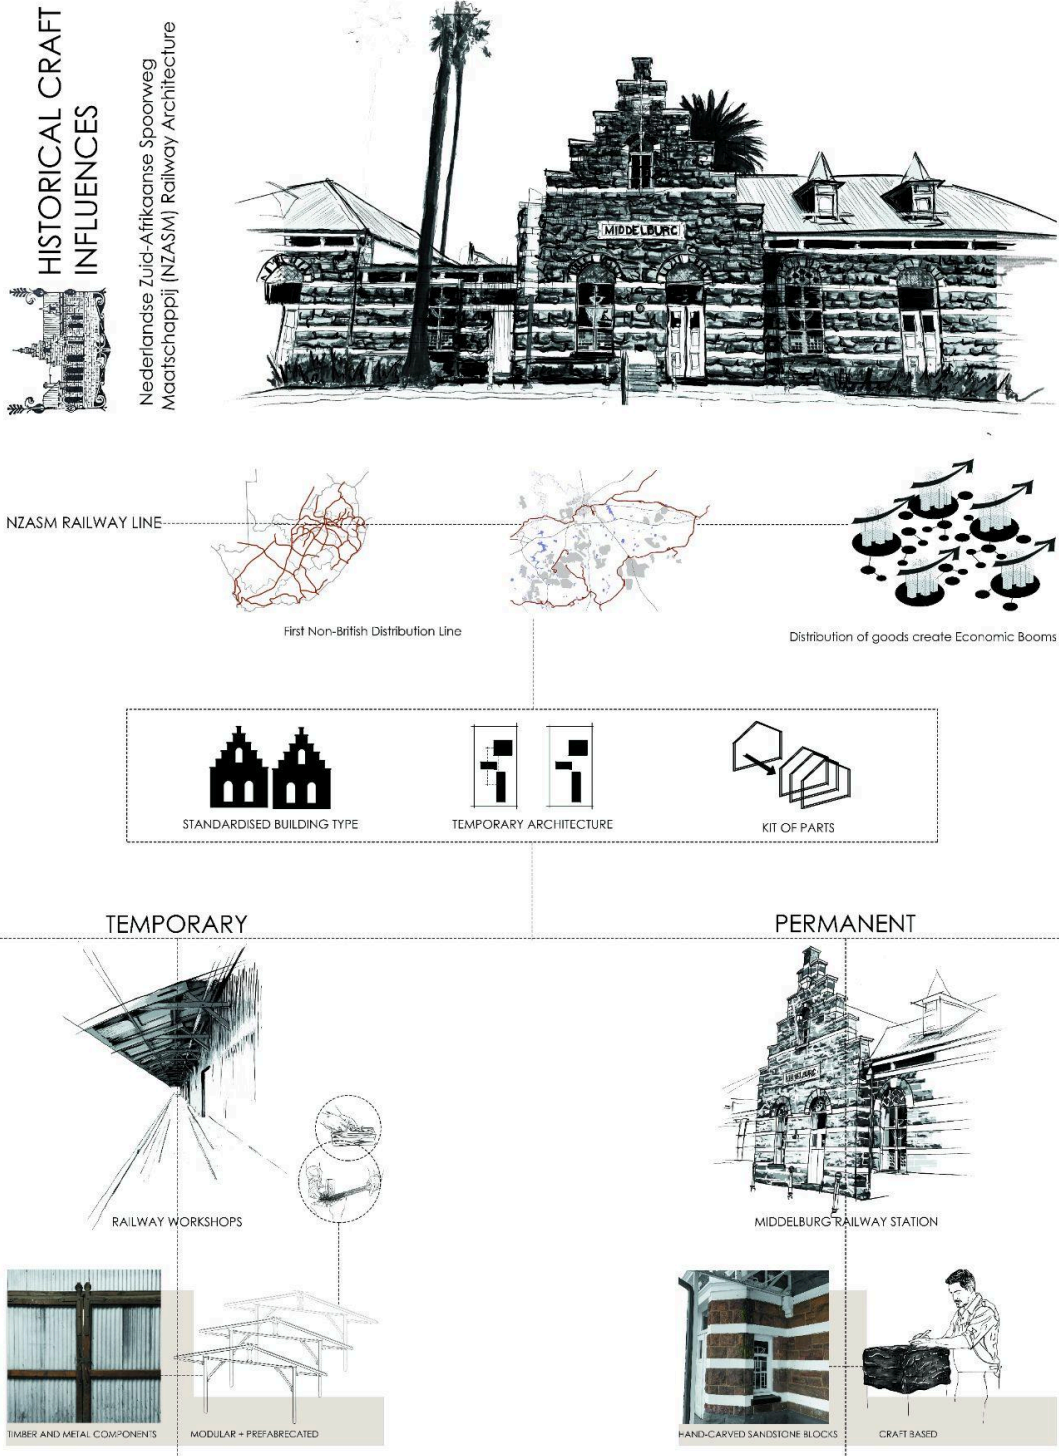 HISTORICAL CRAFT
INFLUENCES
Nederlandse Zuid-Afrikaanse Spoorweg
Maatschappij (NZASM) Railway Architecture
MIDDELBURG
NZASM RAILWAY LINE
First Non-British Distribution Line
Distribution of goods create Economic Booms
STANDARDISED BUILDING TYPE
TEMPORARY ARCHITECTURE
KIT OF PARTS
TEMPORARY
PERMANENT
RAILWAY WORKSHOPS
MIDDELBURG RAILWAY STATION
TIMBER AND METAL COMPONENTS
MODULAR + PREFABRECATED
HAND-CARVED SANDSTONE BLOCKS
CRAFT BASED